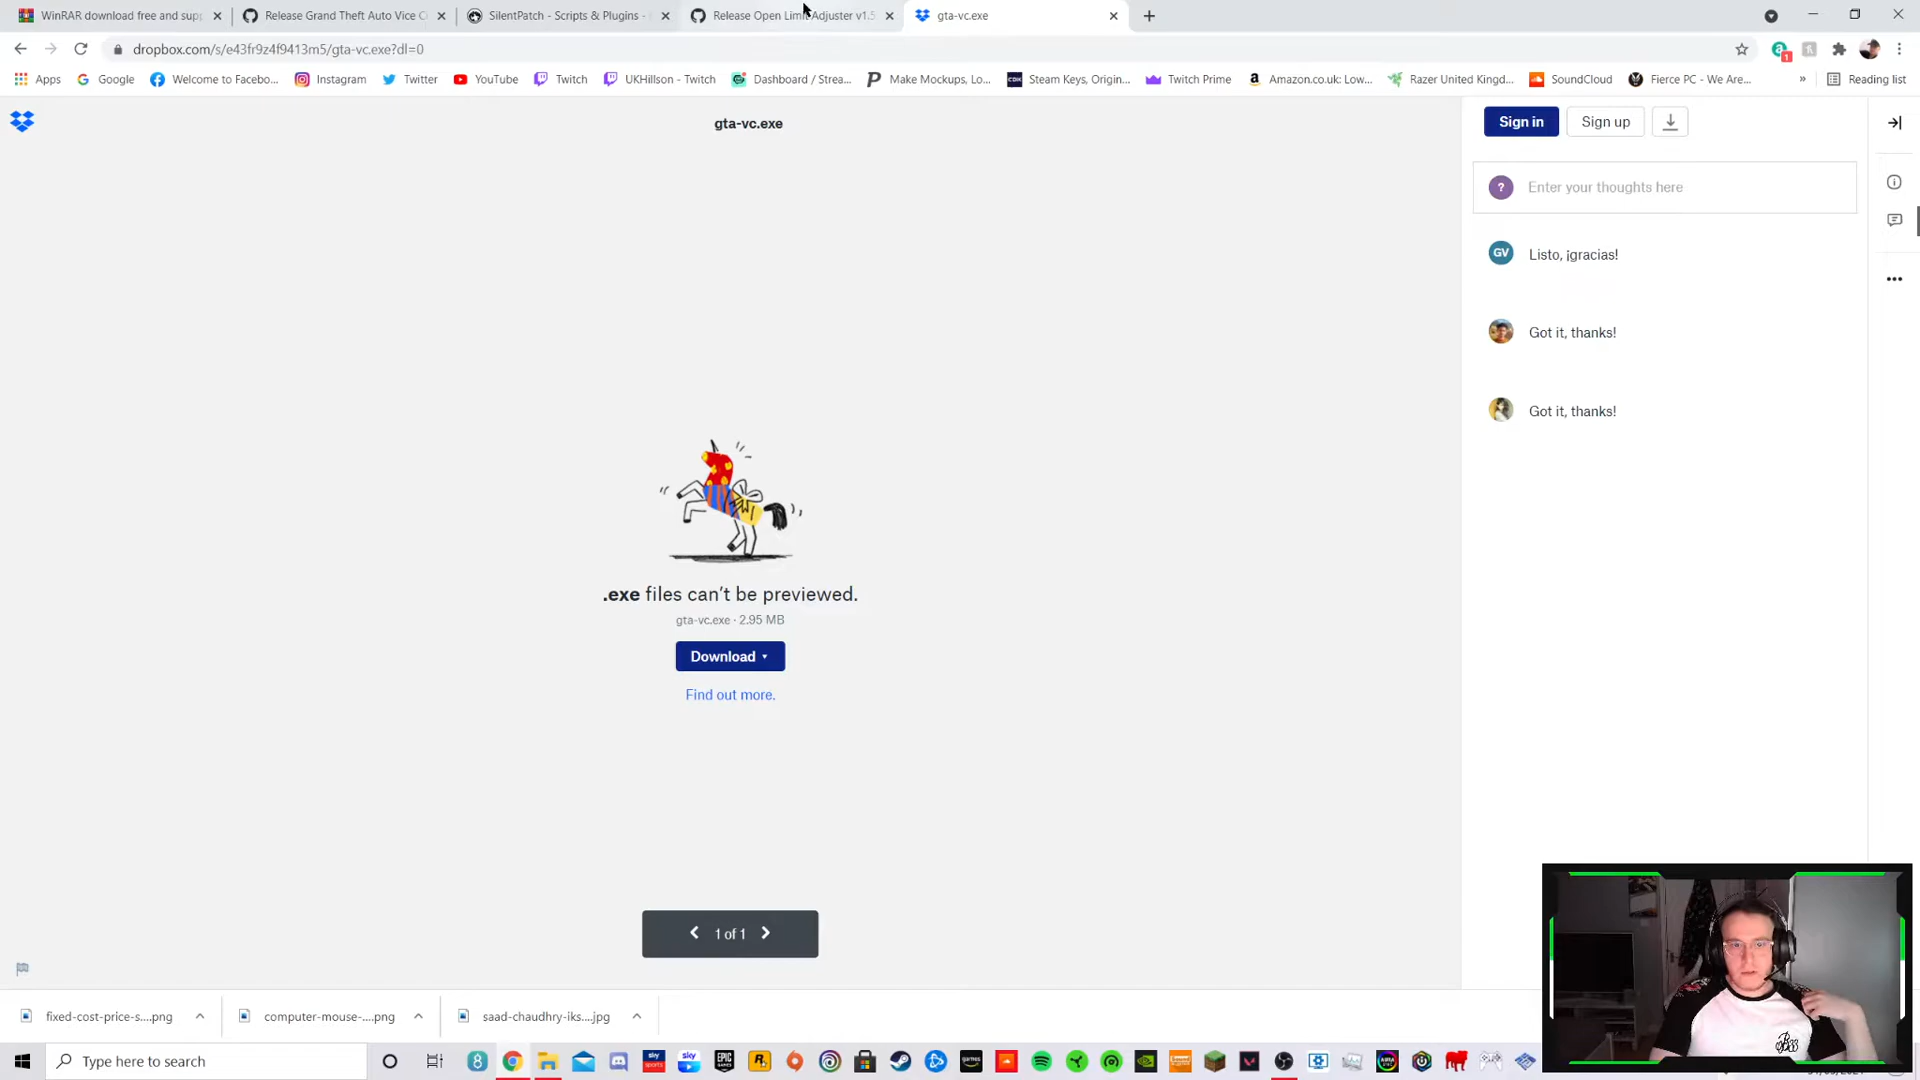 WinRAR download free and supp
Release Grand Theft Auto Vice C
SilentPatch - Scripts & Plugins -
Release Open Limit Adjuster v1.5
gta-vc.exe
dropbox.com/s/e43fr9z4f9413m5/gta-vc.exe?dl=0
Apps
Google
Welcome to Facebo...
Instagram
Twitter
YouTube
Twitch
UKHillson - Twitch
Dashboard / Strea...
Make Mockups, Lo...
Steam Keys, Origin...
Twitch Prime
Amazon.co.uk: Low...
Razer United Kingd...
SoundCloud
Fierce PC - We Are...
»
Reading list
gta-vc.exe
Sign in
Sign up
? Enter your thoughts here
GV Listo, ¡gracias!
Got it, thanks!
Got it, thanks!
.exe files can't be previewed.
gta-vc.exe · 2.95 MB
Download
Find out more.
1 of 1
fixed-cost-price-s....png
computer-mouse-....png
saad-chaudhry-iks....jpg
Type here to search